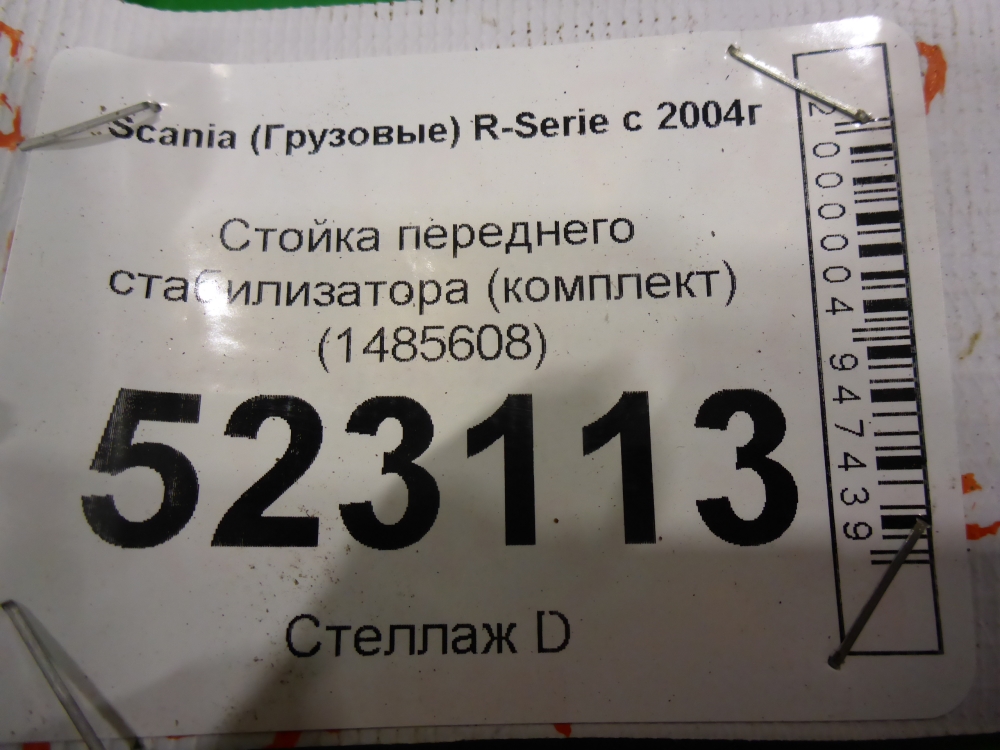 Scania (Грузовые) R-Serie с 2004г
Стойка переднего
стабилизатора (комплект)
(1485608)
523113
Стеллаж D
2000004947439